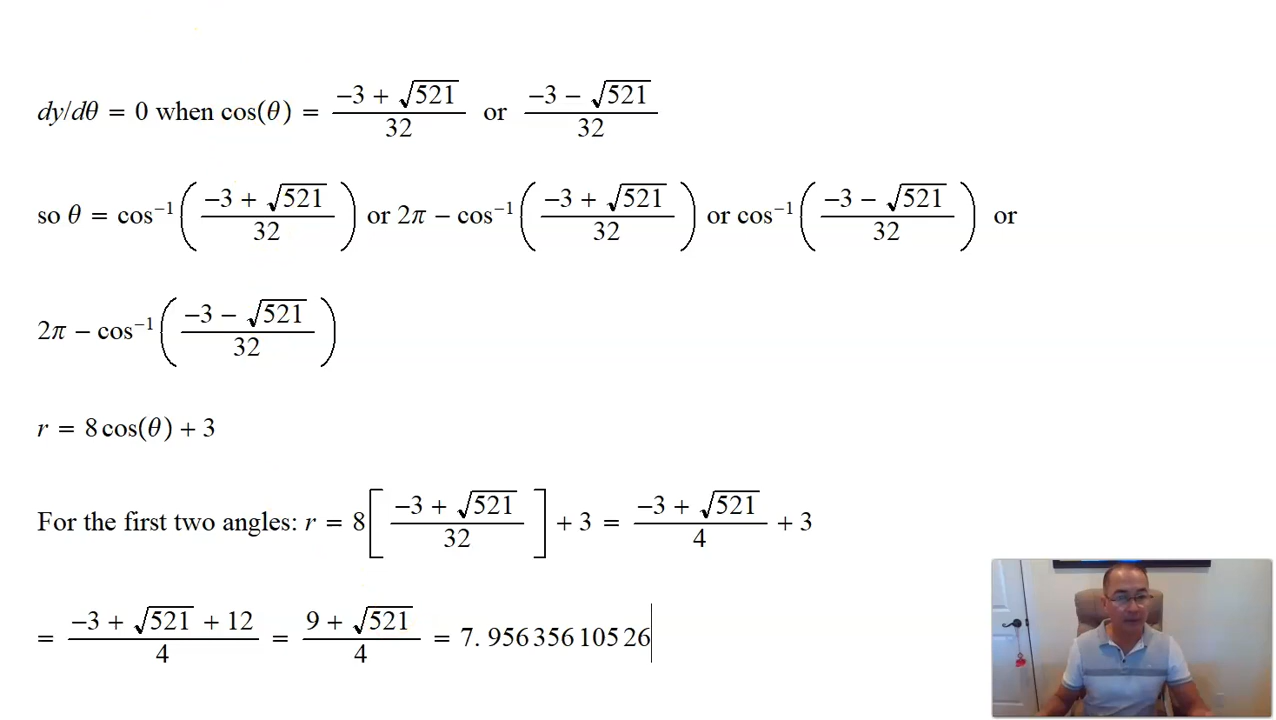 dy/dθ = 0 when cos(θ) = (−3 + √521)/32 or (−3 − √521)/32
so θ = cos⁻¹((−3 + √521)/32) or 2π − cos⁻¹((−3 + √521)/32) or cos⁻¹((−3 − √521)/32) or
2π − cos⁻¹((−3 − √521)/32)
r = 8 cos(θ) + 3
For the first two angles: r = 8[(−3 + √521)/32] + 3 = (−3 + √521)/4 + 3
= (−3 + √521 + 12)/4 = (9 + √521)/4 = 7. 956 356 105 26